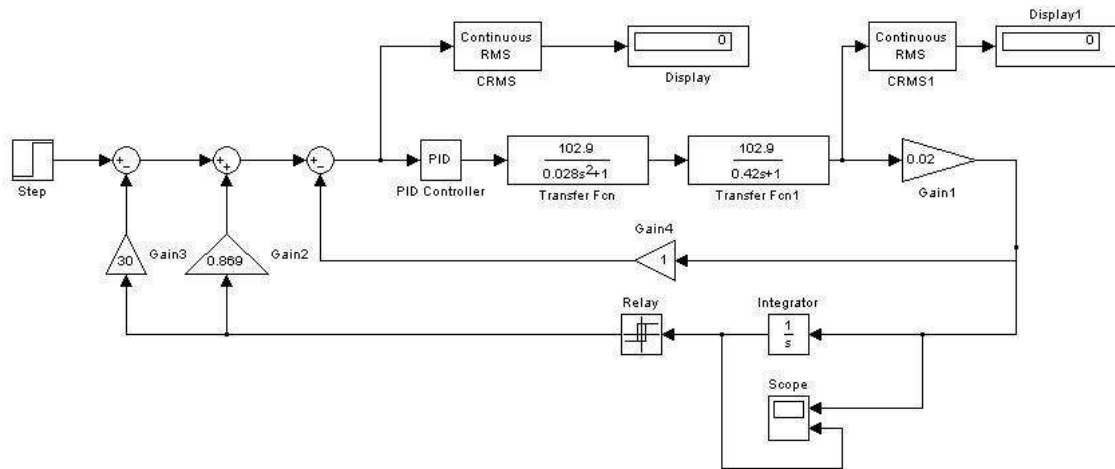 Display1
Continuous
RMS
0
Continuous
RMS
0
CRMS
Display
CRMS1
+
−
+
+
+
−
PID
102.9
0.028s²+1
102.9
0.42s+1
0.02
Step
PID Controller
Transfer Fcn
Transfer Fcn1
Gain1
30
Gain3
0.869
Gain2
Gain4
1
Relay
Integrator
1
s
Scope